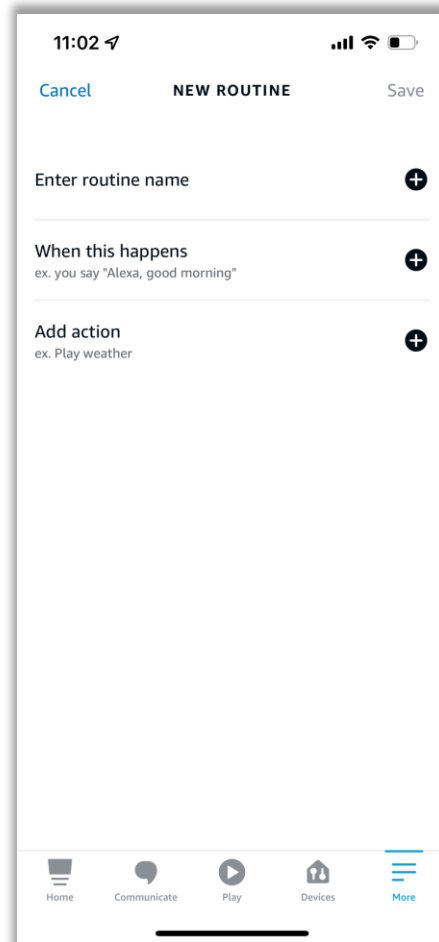 11:02
Cancel NEW ROUTINE Save
Enter routine name
When this happens
ex. you say "Alexa, good morning"
Add action
ex. Play weather
Home Communicate Play Devices More